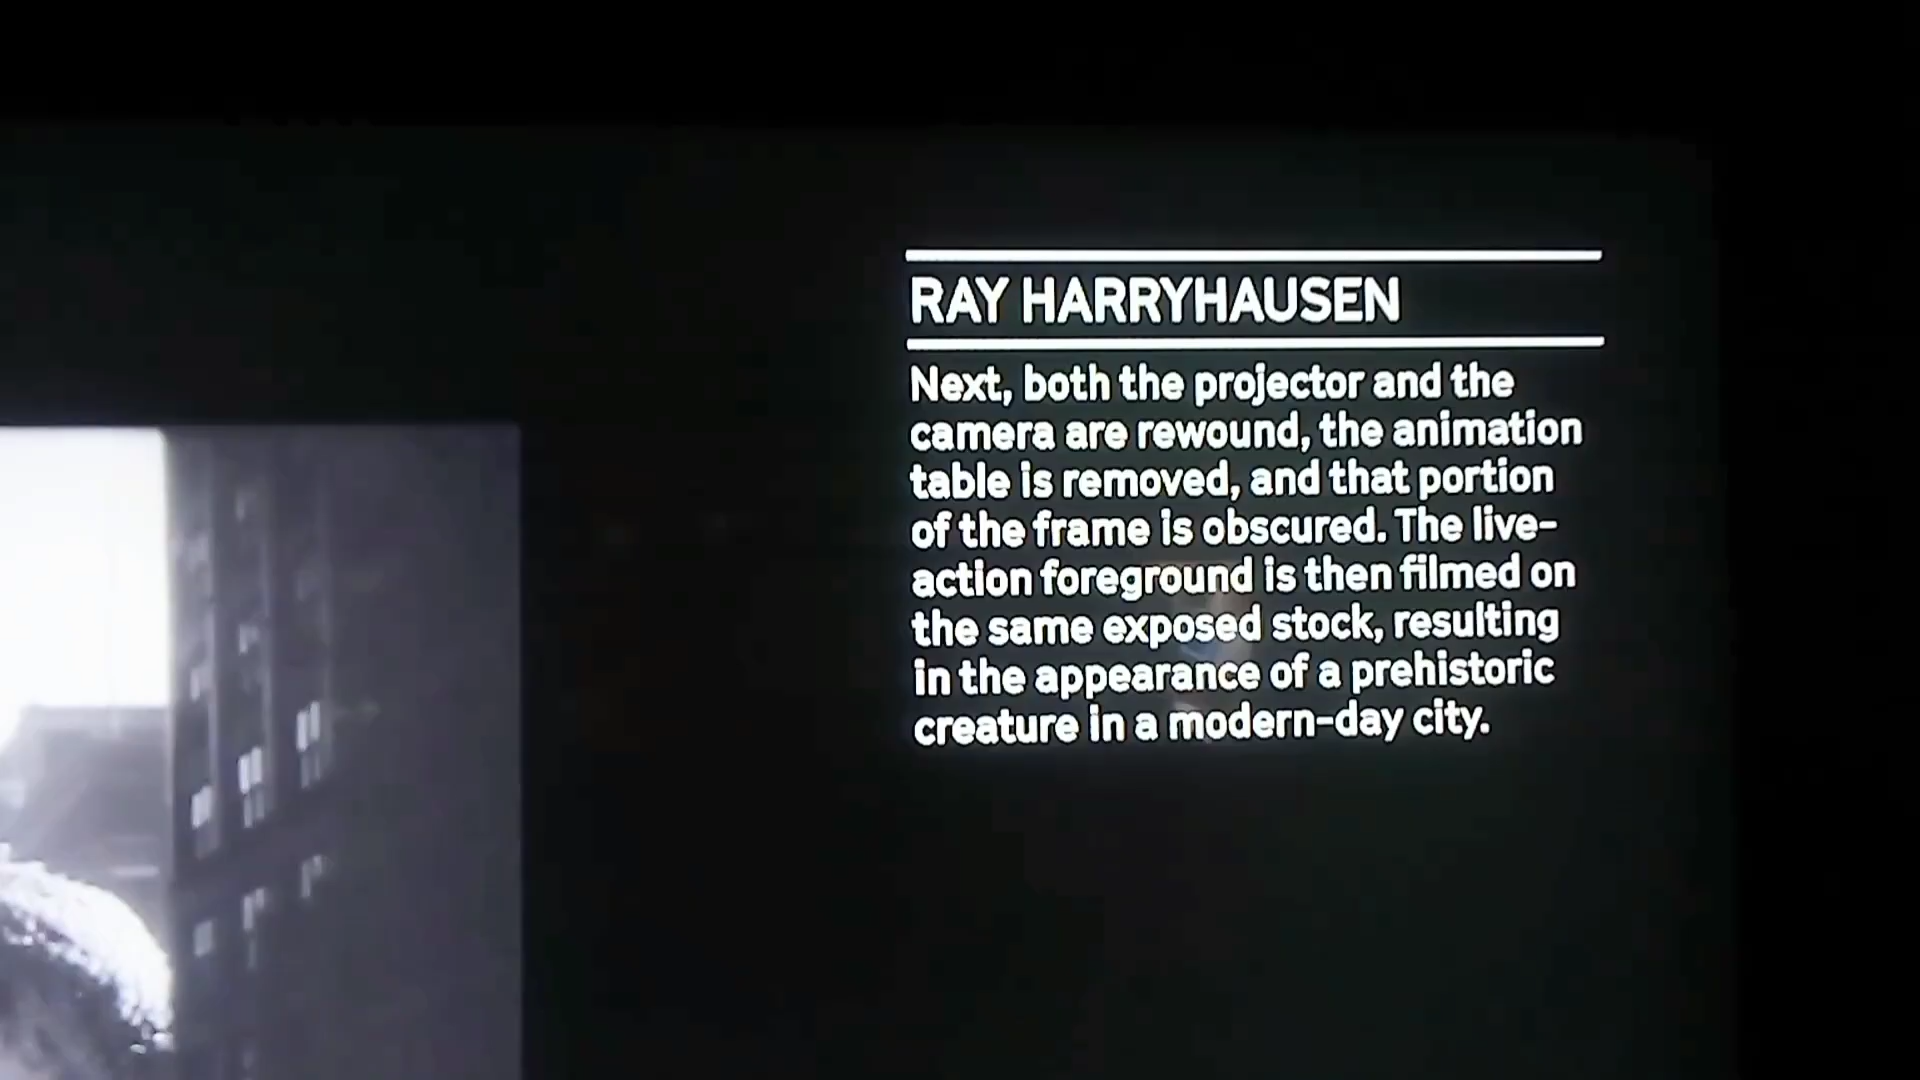 RAY HARRYHAUSEN
Next, both the projector and the
camera are rewound, the animation
table is removed, and that portion
of the frame is obscured. The live-
action foreground is then filmed on
the same exposed stock, resulting
in the appearance of a prehistoric
creature in a modern-day city.